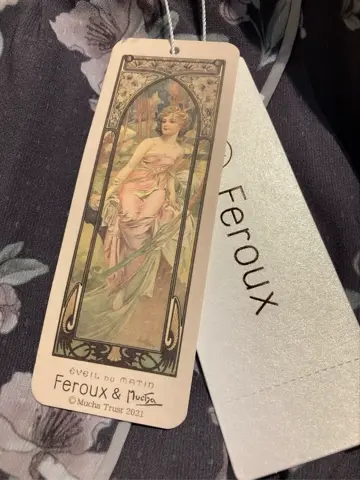 EVEIL DU MATIN
Feroux & Mucha
© Mucha Trust 2021
Feroux